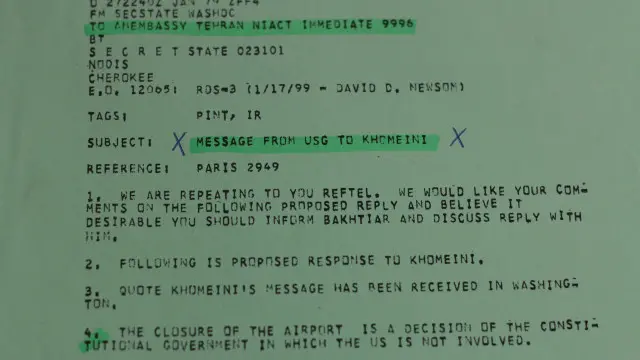 O 272240Z JAN 79 ZFF4
FM SECSTATE WASHDC
TO AMEMBASSY TEHRAN NIACT IMMEDIATE 9996
BT
S E C R E T STATE 023101
NODIS
CHEROKEE
E.O. 12065: RDS-3 (1/17/99 - DAVID D. NEWSOM)
TAGS: PINT, IR
SUBJECT: X MESSAGE FROM USG TO KHOMEINI X
REFERENCE: PARIS 2949
1. WE ARE REPEATING TO YOU REFTEL. WE WOULD LIKE YOUR COM-
MENTS ON THE FOLLOWING PROPOSED REPLY AND BELIEVE IT
DESIRABLE YOU SHOULD INFORM BAKHTIAR AND DISCUSS REPLY WITH
HIM.
2. FOLLOWING IS PROPOSED RESPONSE TO KHOMEINI.
3. QUOTE KHOMEINI'S MESSAGE HAS BEEN RECEIVED IN WASHING-
TON.
4. THE CLOSURE OF THE AIRPORT IS A DECISION OF THE CONSTI-
TUTIONAL GOVERNMENT IN WHICH THE US IS NOT INVOLVED.